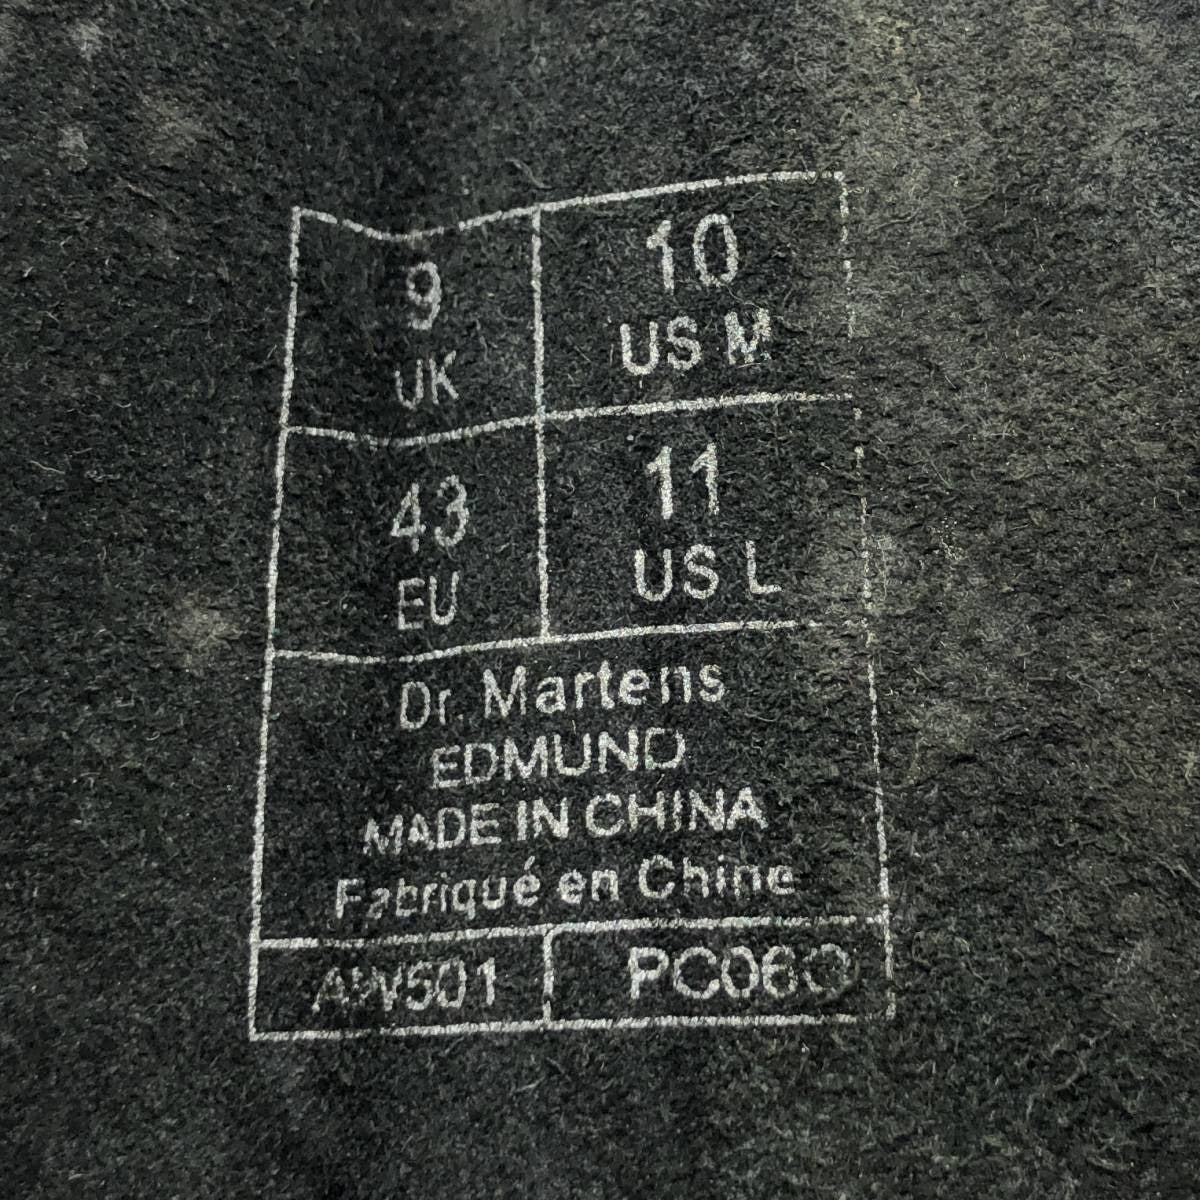 9 10
UK US M
43 11
EU US L
Dr. Martens
EDMUND
MADE IN CHINA
Fabriqué en Chine
AW501